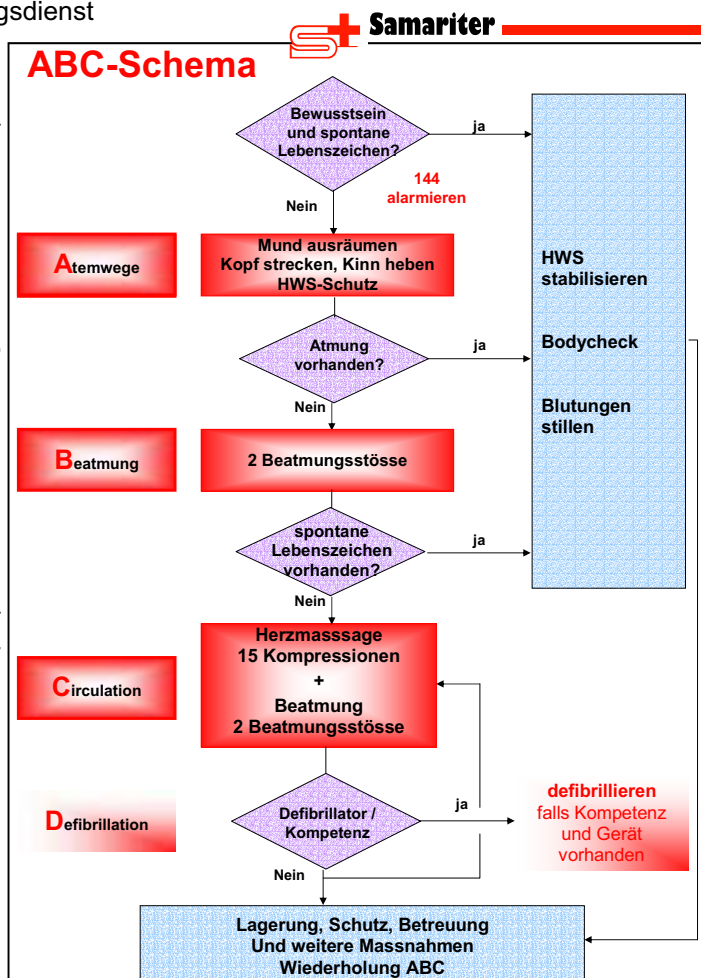 gsdienst
Samariter
ABC-Schema
Bewusstsein
und spontane
Lebenszeichen?
ja
144
alarmieren
Nein
Atemwege
Mund ausräumen
Kopf strecken, Kinn heben
HWS-Schutz
HWS
stabilisieren
Atmung
vorhanden?
ja
Bodycheck
Nein
Blutungen
stillen
Beatmung
2 Beatmungsstösse
spontane
Lebenszeichen
vorhanden?
ja
Nein
Circulation
Herzmasssage
15 Kompressionen
+
Beatmung
2 Beatmungsstösse
Defibrillation
Defibrillator /
Kompetenz
ja
defibrillieren
falls Kompetenz
und Gerät
vorhanden
Nein
Lagerung, Schutz, Betreuung
Und weitere Massnahmen
Wiederholung ABC